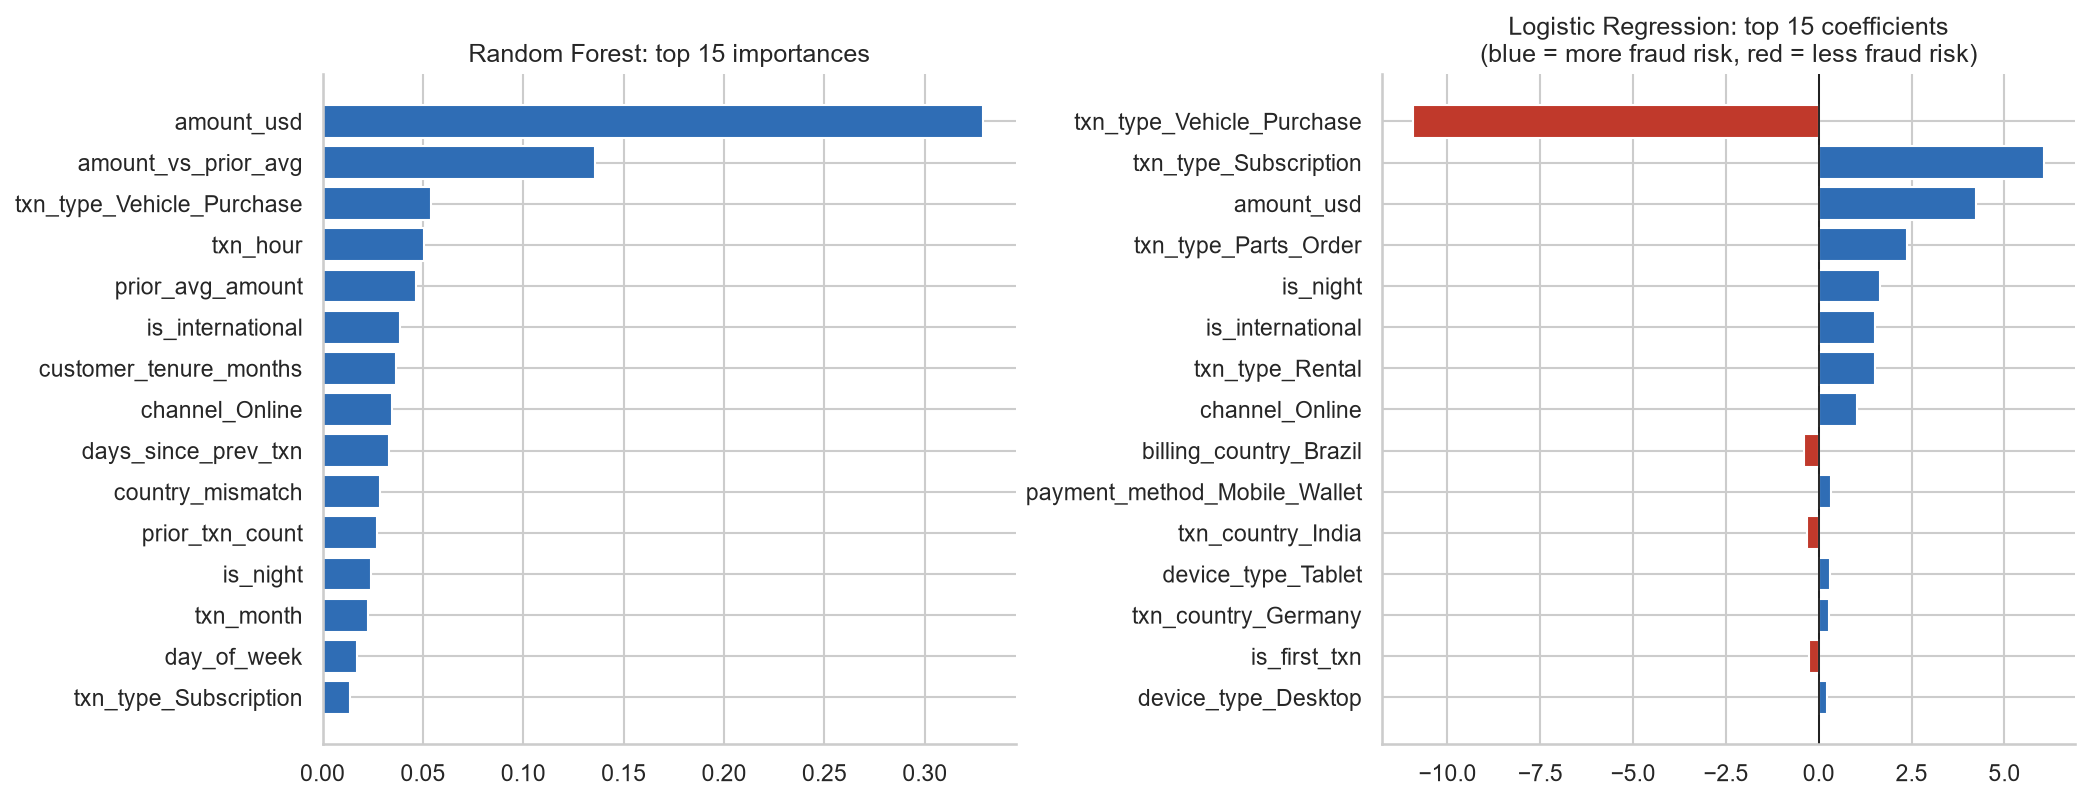 Random Forest: top 15 importances
amount_usd
amount_vs_prior_avg
txn_type_Vehicle_Purchase
txn_hour
prior_avg_amount
is_international
customer_tenure_months
channel_Online
days_since_prev_txn
country_mismatch
prior_txn_count
is_night
txn_month
day_of_week
txn_type_Subscription
0.00 0.05 0.10 0.15 0.20 0.25 0.30
Logistic Regression: top 15 coefficients
(blue = more fraud risk, red = less fraud risk)
txn_type_Vehicle_Purchase
txn_type_Subscription
amount_usd
txn_type_Parts_Order
is_night
is_international
txn_type_Rental
channel_Online
billing_country_Brazil
payment_method_Mobile_Wallet
txn_country_India
device_type_Tablet
txn_country_Germany
is_first_txn
device_type_Desktop
−10.0 −7.5 −5.0 −2.5 0.0 2.5 5.0